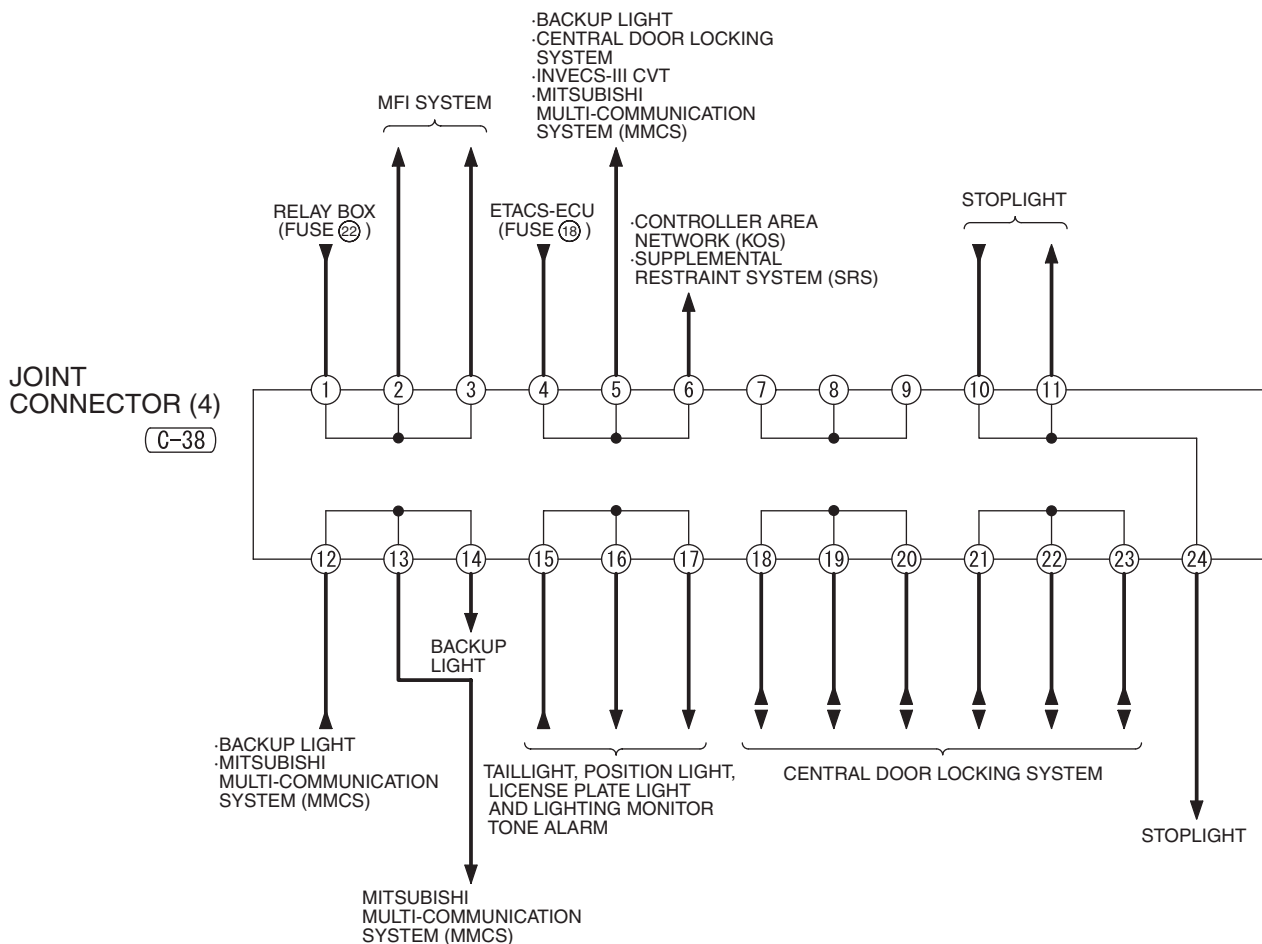 ·BACKUP LIGHT
·CENTRAL DOOR LOCKING
SYSTEM
·INVECS-III CVT
·MITSUBISHI
MULTI-COMMUNICATION
SYSTEM (MMCS)
MFI SYSTEM
RELAY BOX
(FUSE 22 )
ETACS-ECU
(FUSE 18 )
·CONTROLLER AREA
NETWORK (KOS)
·SUPPLEMENTAL
RESTRAINT SYSTEM (SRS)
STOPLIGHT
JOINT
CONNECTOR (4)
C-38
1 2 3 4 5 6 7 8 9 10 11
12 13 14 15 16 17 18 19 20 21 22 23 24
BACKUP
LIGHT
·BACKUP LIGHT
·MITSUBISHI
MULTI-COMMUNICATION
SYSTEM (MMCS)
TAILLIGHT, POSITION LIGHT,
LICENSE PLATE LIGHT
AND LIGHTING MONITOR
TONE ALARM
CENTRAL DOOR LOCKING SYSTEM
STOPLIGHT
MITSUBISHI
MULTI-COMMUNICATION
SYSTEM (MMCS)